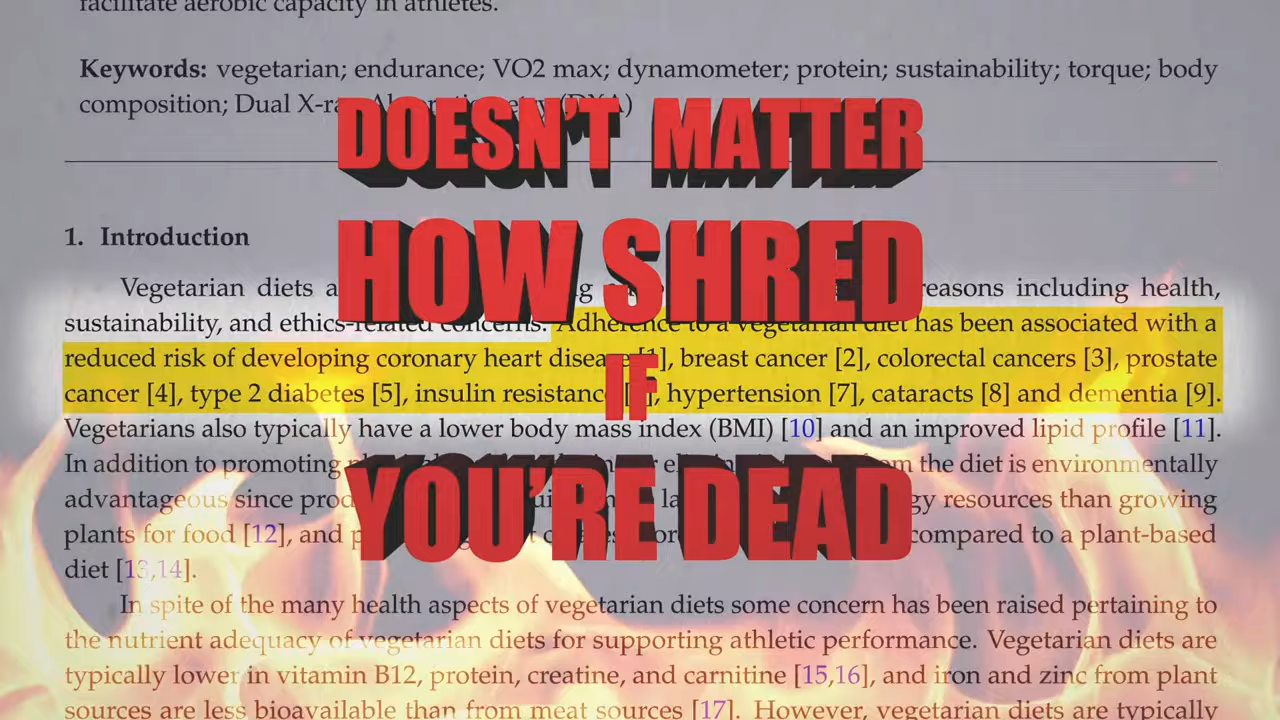 facilitate aerobic capacity in athletes.
Keywords: vegetarian; endurance; VO2 max; dynamometer; protein; sustainability; torque; body
composition; Dual (DXA)
DOESN'T MATTER
HOW SHRED
IF
YOU'RE DEAD
1. Introduction
Vegetarian diets reasons including health,
sustainability, and ethics-related concerns. Adherence to a vegetarian diet has been associated with a
reduced risk of developing coronary heart disease [1], breast cancer [2], colorectal cancers [3], prostate
cancer [4], type 2 diabetes [5], insulin resistance hypertension [7], cataracts [8] and dementia [9].
Vegetarians also typically have a lower body mass index (BMI) [10] and an improved lipid profile [11].
In addition to promoting from the diet is environmentally
advantageous since resources than growing
plants for food [12], and compared to a plant-based
diet [13,14].
In spite of the many health aspects of vegetarian diets some concern has been raised pertaining to
the nutrient adequacy of vegetarian diets for supporting athletic performance. Vegetarian diets are
typically lower in vitamin B12, protein, creatine, and carnitine [15,16], and iron and zinc from plant
sources are less bioavailable than from meat sources [17]. However, vegetarian diets are typically